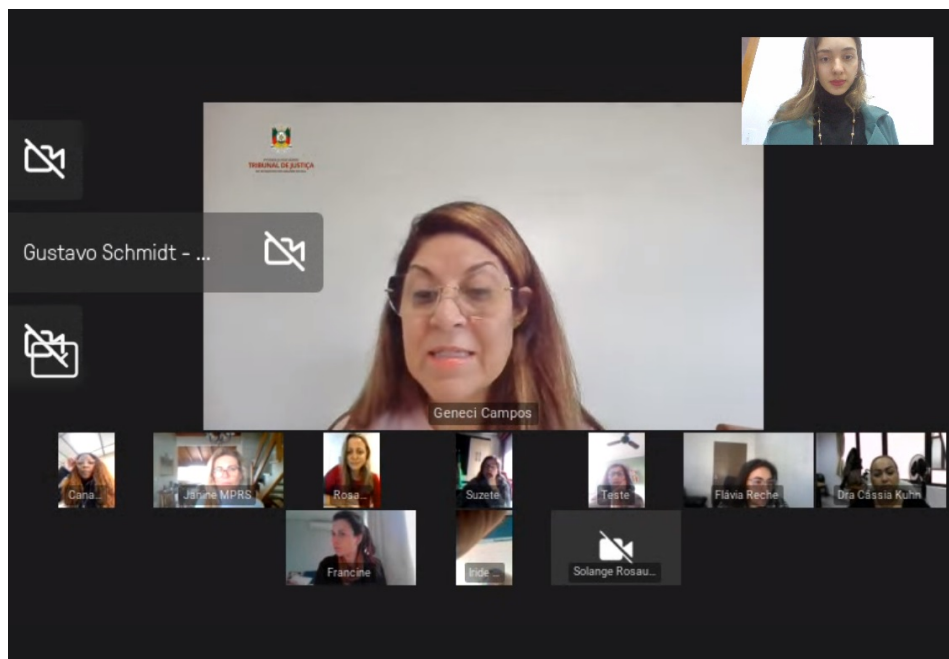 TRIBUNAL DE JUSTIÇA
Gustavo Schmidt - ...
Geneci Campos
Cana...
Janine MPRS
Rosa...
Suzete
Teste
Flávia Reche
Dra Cássia Kuhn
Francine
Iride ...
Solange Rosau...